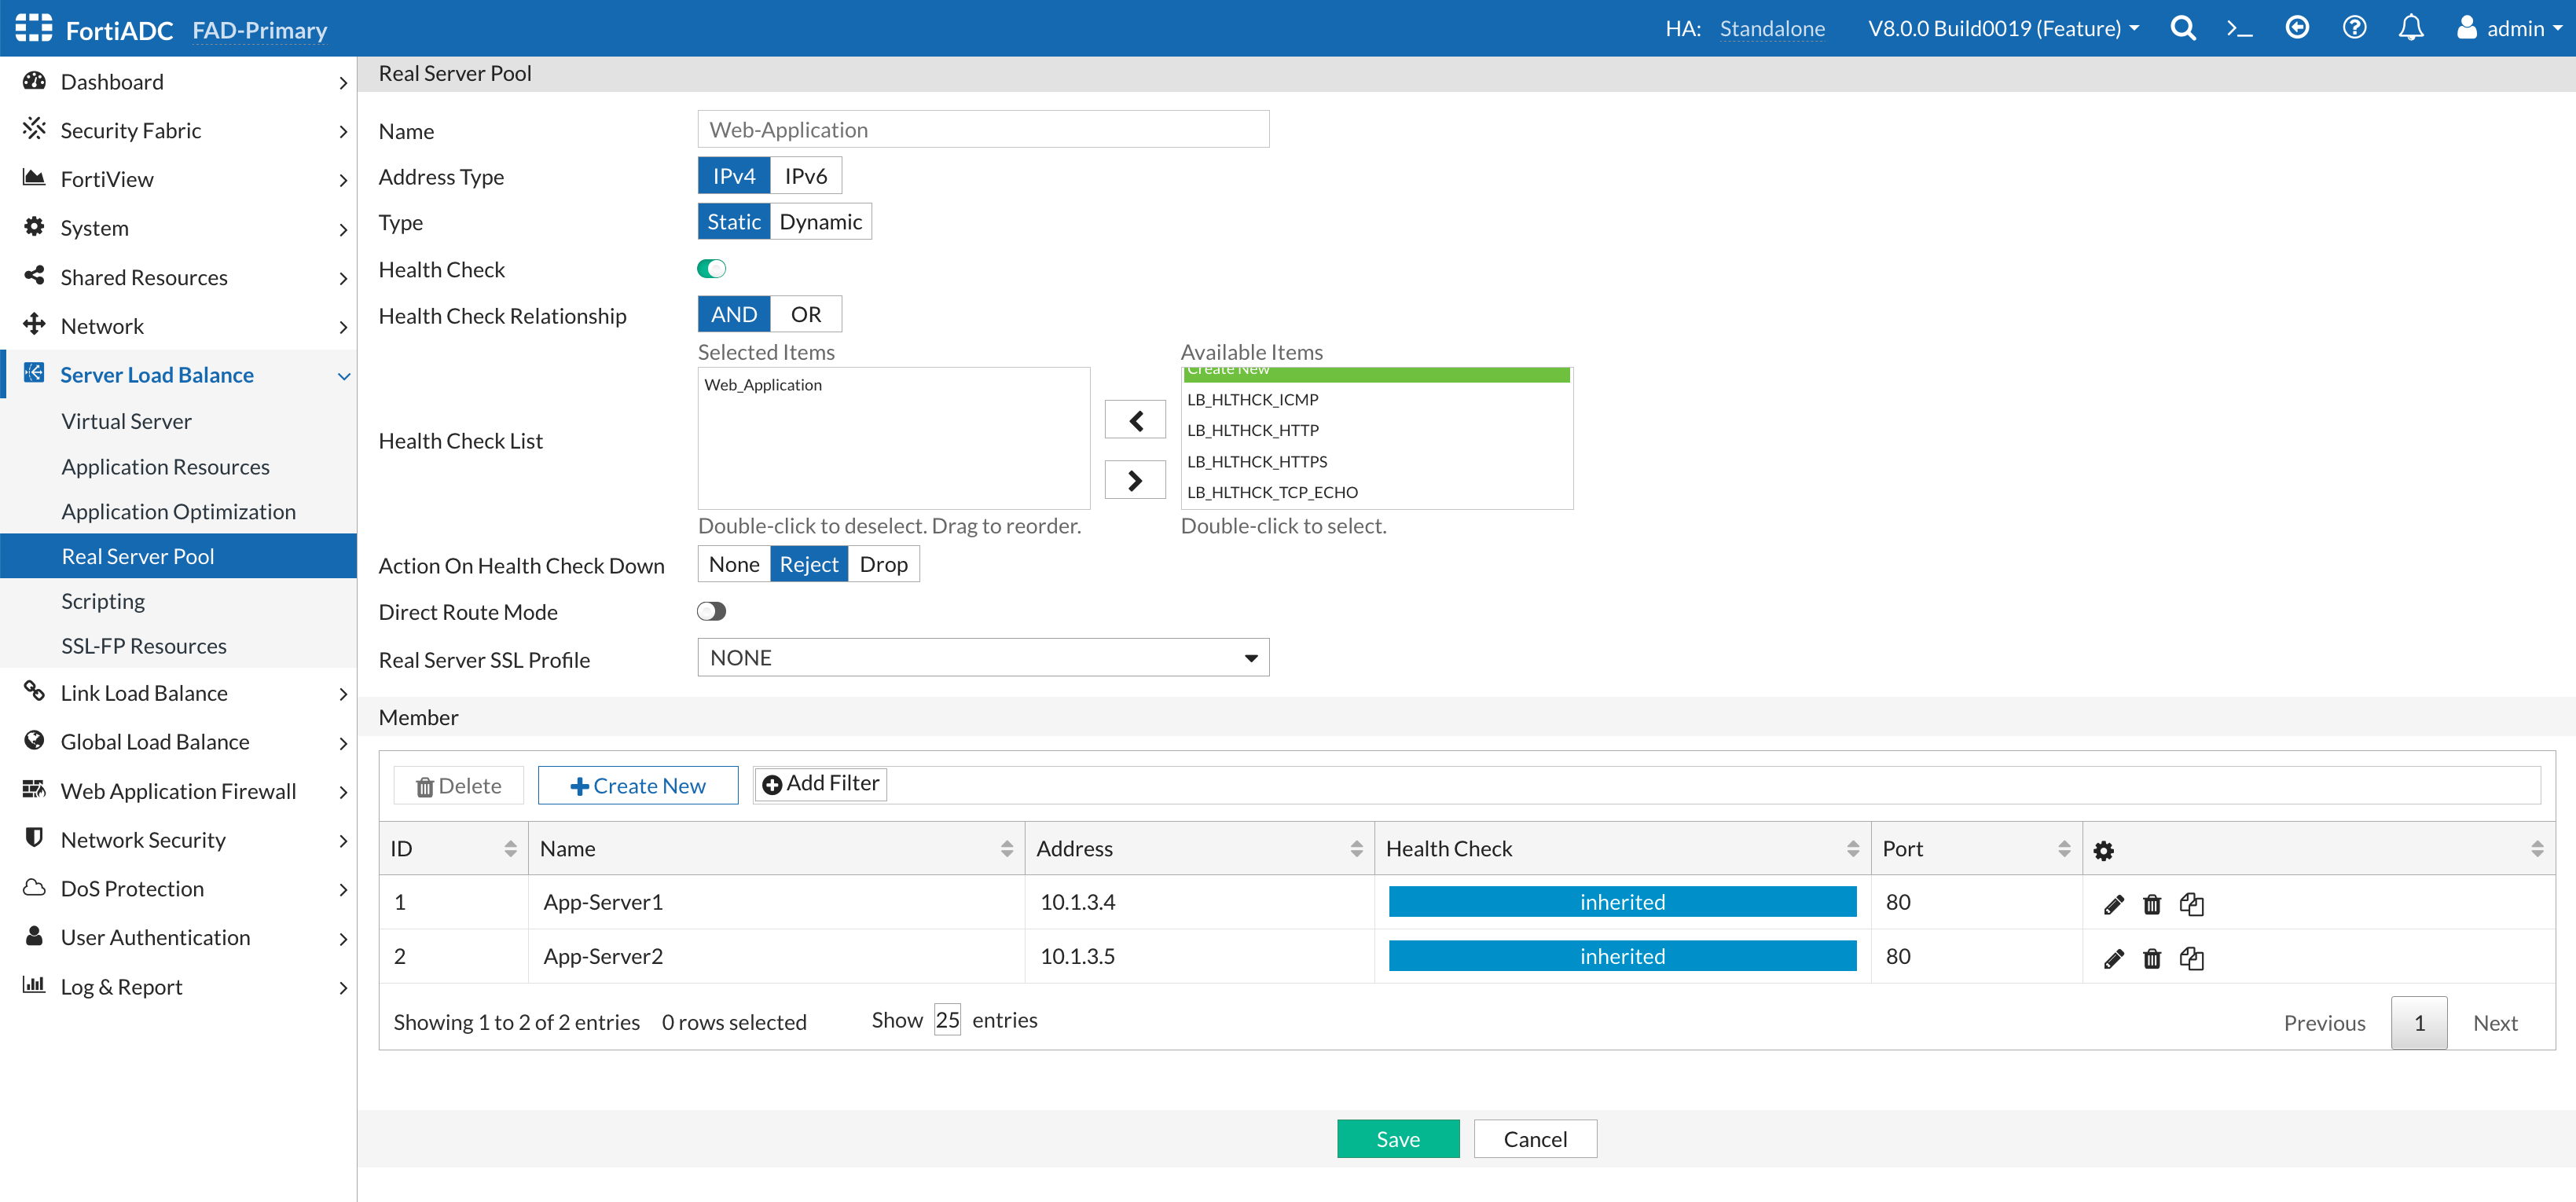 FortiADC FAD-Primary
HA: Standalone V8.0.0 Build0019 (Feature) admin
Dashboard
Security Fabric
FortiView
System
Shared Resources
Network
Server Load Balance
Virtual Server
Application Resources
Application Optimization
Real Server Pool
Scripting
SSL-FP Resources
Link Load Balance
Global Load Balance
Web Application Firewall
Network Security
DoS Protection
User Authentication
Log & Report
Real Server Pool
Name Web-Application
Address Type IPv4 IPv6
Type Static Dynamic
Health Check
Health Check Relationship AND OR
Selected Items Available Items
Health Check List
Web_Application
Create New
LB_HLTHCK_ICMP
LB_HLTHCK_HTTP
LB_HLTHCK_HTTPS
LB_HLTHCK_TCP_ECHO
Double-click to deselect. Drag to reorder. Double-click to select.
Action On Health Check Down None Reject Drop
Direct Route Mode
Real Server SSL Profile NONE
Member
Delete Create New Add Filter
ID Name Address Health Check Port
1 App-Server1 10.1.3.4 inherited 80
2 App-Server2 10.1.3.5 inherited 80
Showing 1 to 2 of 2 entries 0 rows selected Show 25 entries Previous 1 Next
Save Cancel